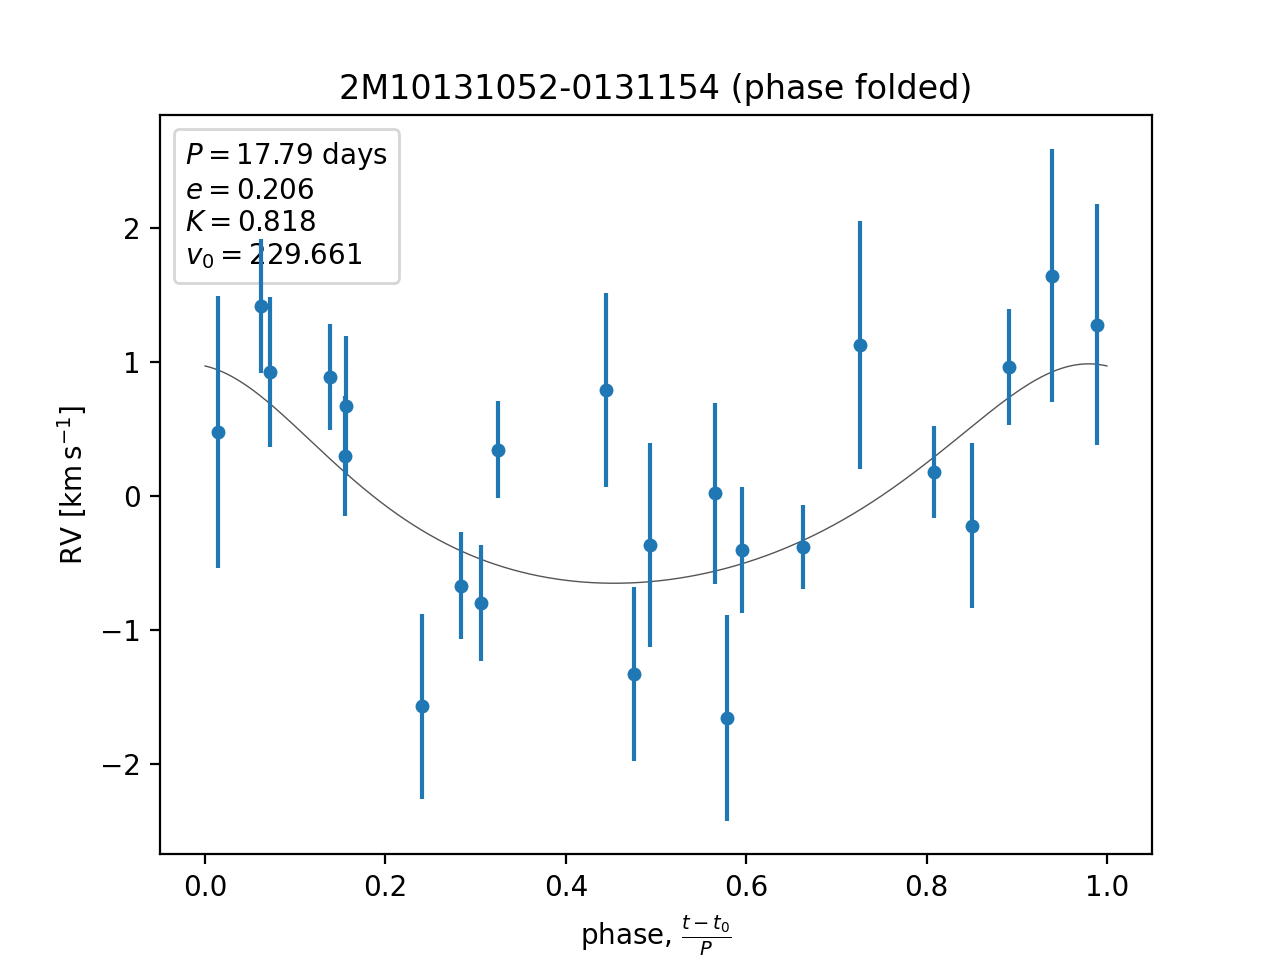 2M10131052-0131154 (phase folded)
P = 17.79 days
e = 0.206
K = 0.818
v₀ = 229.661
2
1
0
−1
−2
RV [km s⁻¹]
0.0 0.2 0.4 0.6 0.8 1.0
phase, (t − t₀)/P